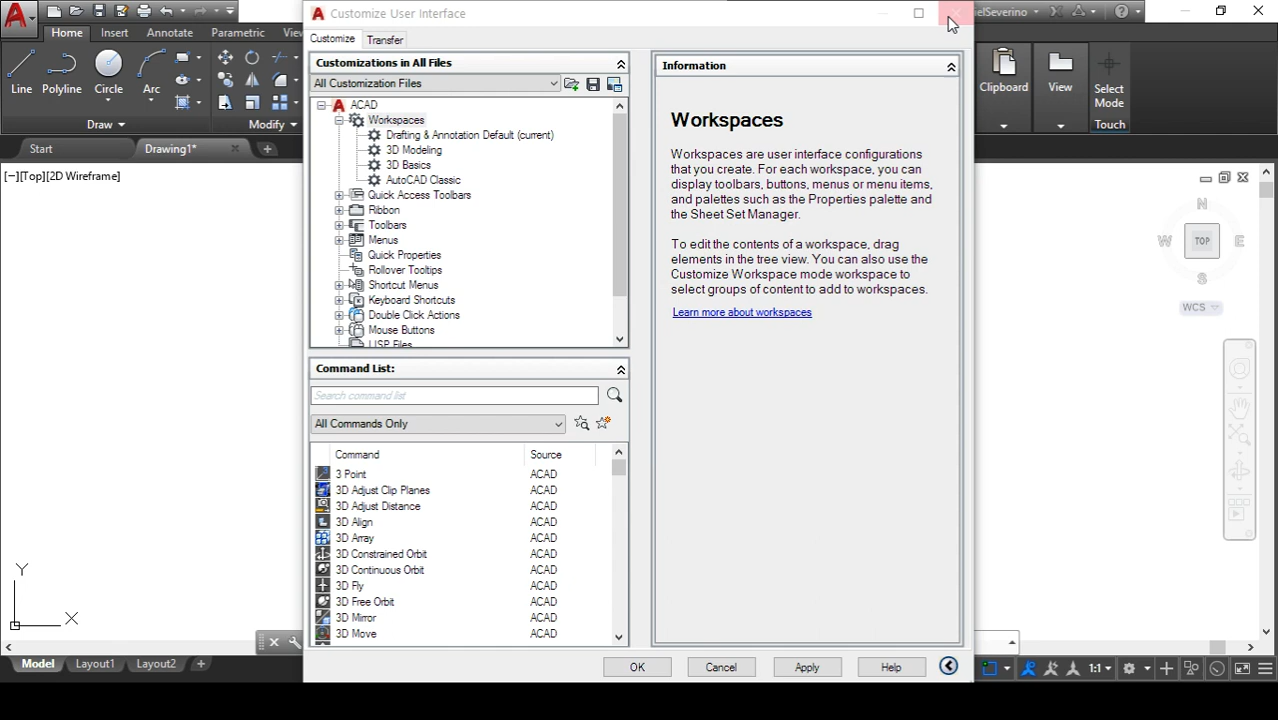 Customize User Interface
elSeverino
Home Insert Annotate Parametric
Customize Transfer
Customizations in All Files
Information
All Customization Files
Line Polyline Circle Arc
Clipboard View Select
Mode
Draw Modify Touch
ACAD
Workspaces
Drafting & Annotation Default (current)
3D Modeling
3D Basics
AutoCAD Classic
Quick Access Toolbars
Ribbon
Toolbars
Menus
Quick Properties
Rollover Tooltips
Shortcut Menus
Keyboard Shortcuts
Double Click Actions
Mouse Buttons
LISP Files
Workspaces
Workspaces are user interface configurations
that you create. For each workspace, you can
display toolbars, buttons, menus or menu items,
and palettes such as the Properties palette and
the Sheet Set Manager.
To edit the contents of a workspace, drag
elements in the tree view. You can also use the
Customize Workspace mode workspace to
select groups of content to add to workspaces.
Learn more about workspaces
Start Drawing1*
[−][Top][2D Wireframe]
N
W TOP E
S
WCS
Command List:
Search command list
All Commands Only
Command Source
3 Point ACAD
3D Adjust Clip Planes ACAD
3D Adjust Distance ACAD
3D Align ACAD
3D Array ACAD
3D Constrained Orbit ACAD
3D Continuous Orbit ACAD
3D Fly ACAD
3D Free Orbit ACAD
3D Mirror ACAD
3D Move ACAD
Y
X
OK Cancel Apply Help
Model Layout1 Layout2
1:1